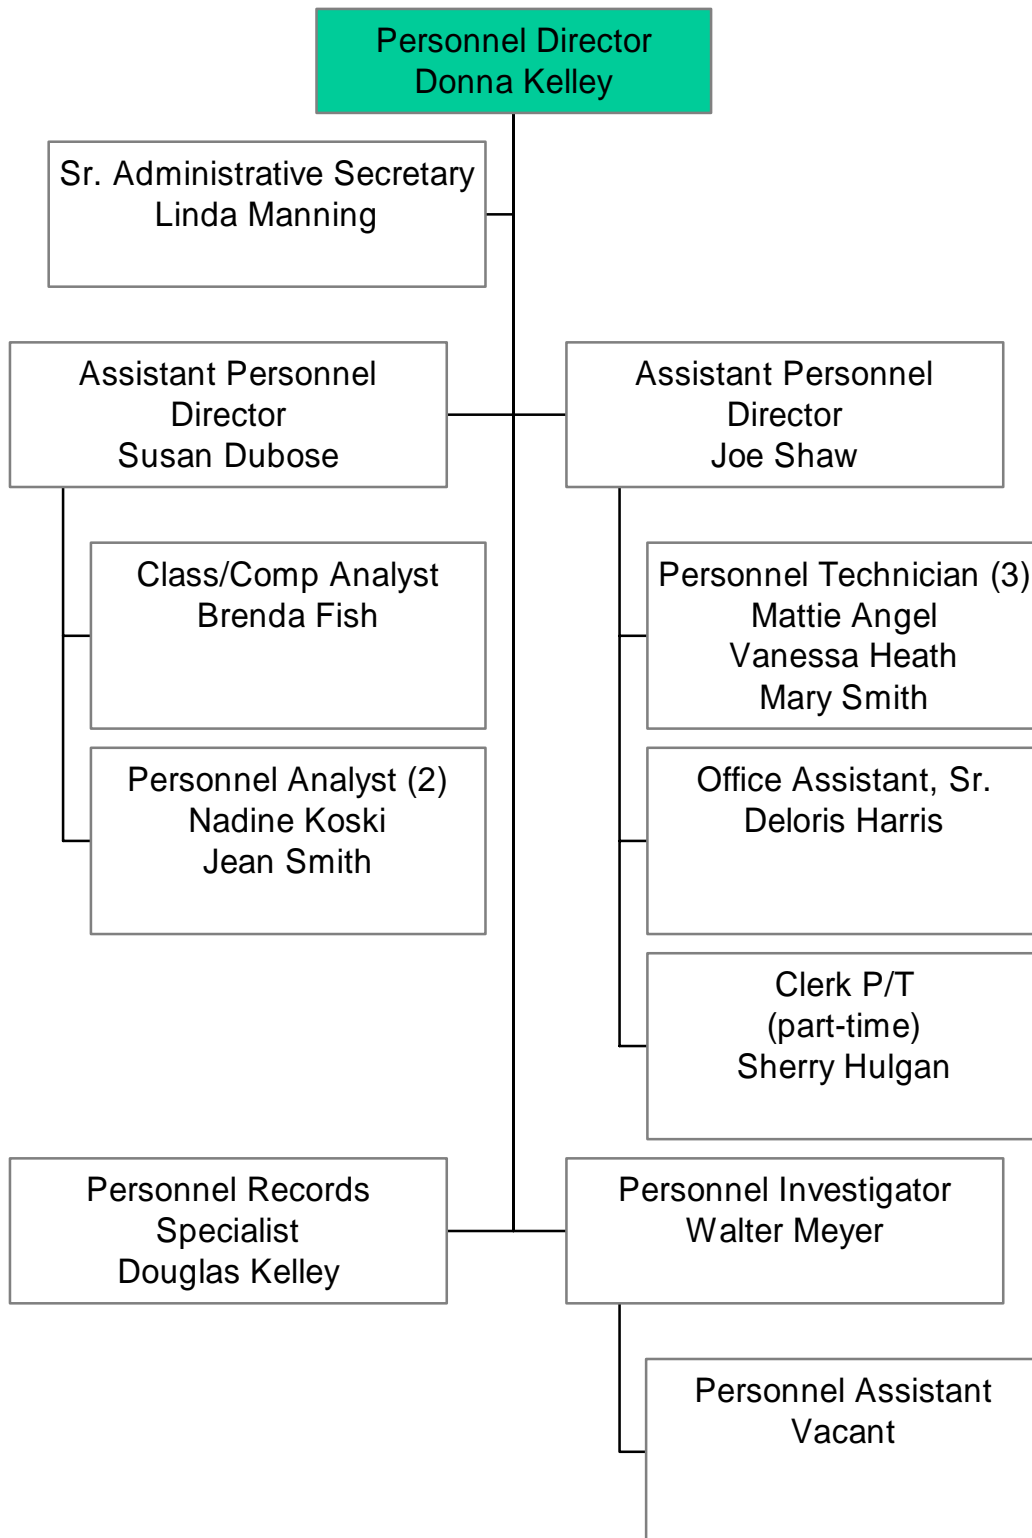 Personnel Director
Donna Kelley
Sr. Administrative Secretary
Linda Manning
Assistant Personnel
Director
Susan Dubose
Assistant Personnel
Director
Joe Shaw
Class/Comp Analyst
Brenda Fish
Personnel Technician (3)
Mattie Angel
Vanessa Heath
Mary Smith
Personnel Analyst (2)
Nadine Koski
Jean Smith
Office Assistant, Sr.
Deloris Harris
Clerk P/T
(part-time)
Sherry Hulgan
Personnel Records
Specialist
Douglas Kelley
Personnel Investigator
Walter Meyer
Personnel Assistant
Vacant